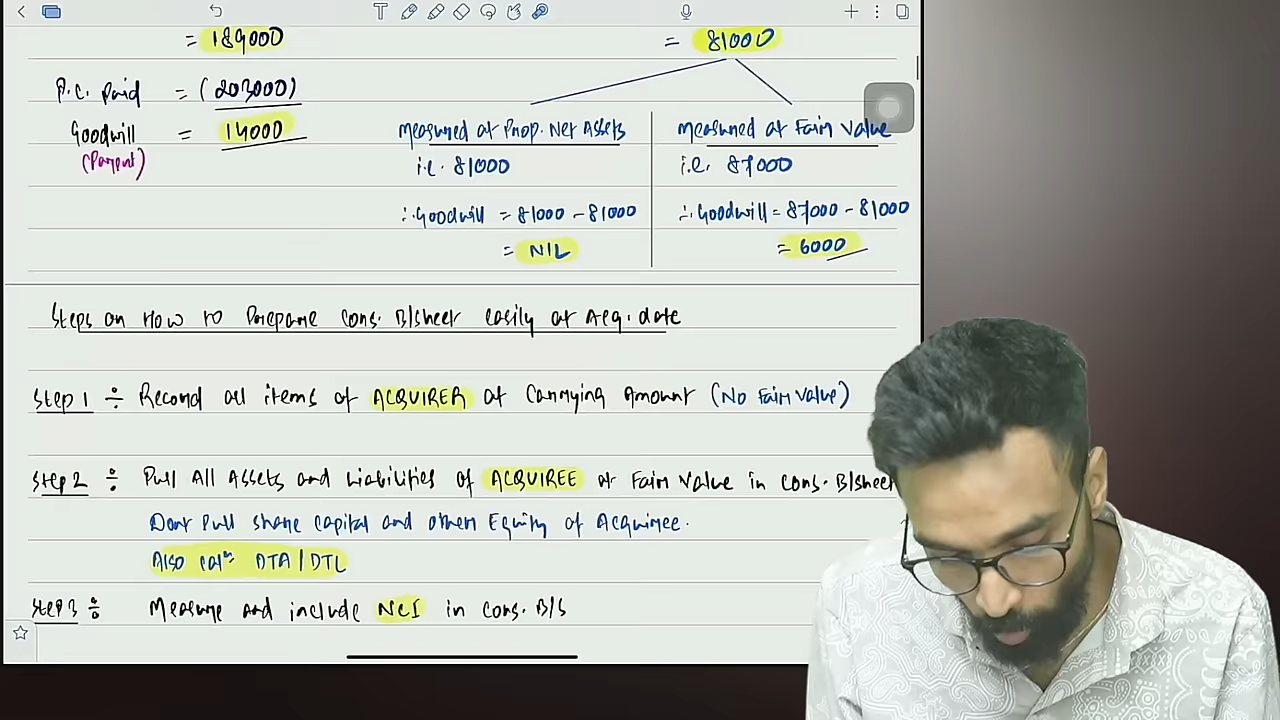 = 189000
= 81000
P.C. Paid = (203000)
Goodwill = 14000
(Parent)
Measured at Prop. Net Assets
i.e. 81000
∴ Goodwill = 81000 - 81000
= NIL
Measured at Fair Value
i.e. 87000
∴ Goodwill = 87000 - 81000
= 6000
Steps on How to Prepare Cons. B/sheet easily at Acq. date
Step 1 ÷ Record all items of ACQUIRER at Carrying Amount (No Fair Value)
Step 2 ÷ Pull All Assets and Liabilities of ACQUIREE at Fair Value in cons. B/sheet
Dont Pull share capital and other Equity of Acquiree.
Also calⁿ DTA/DTL
Step 3 ÷ Measure and include NCI in cons. B/S